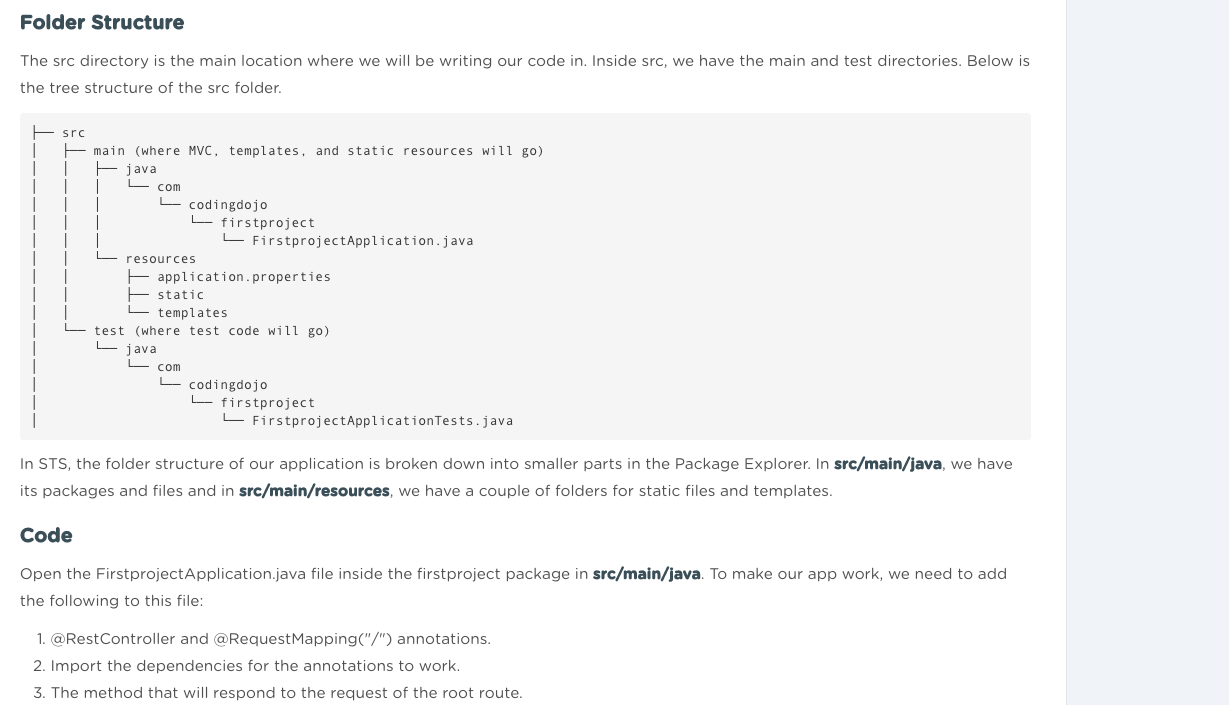 Folder Structure
The src directory is the main location where we will be writing our code in. Inside src, we have the main and test directories. Below is
the tree structure of the src folder.
├── src
│   ├── main (where MVC, templates, and static resources will go)
│   │   ├── java
│   │   │   └── com
│   │   │       └── codingdojo
│   │   │           └── firstproject
│   │   │               └── FirstprojectApplication.java
│   │   └── resources
│   │       ├── application.properties
│   │       ├── static
│   │       └── templates
│   └── test (where test code will go)
│       └── java
│           └── com
│               └── codingdojo
│                   └── firstproject
│                       └── FirstprojectApplicationTests.java
In STS, the folder structure of our application is broken down into smaller parts in the Package Explorer. In src/main/java, we have
its packages and files and in src/main/resources, we have a couple of folders for static files and templates.
Code
Open the FirstprojectApplication.java file inside the firstproject package in src/main/java. To make our app work, we need to add
the following to this file:
1. @RestController and @RequestMapping("/") annotations.
2. Import the dependencies for the annotations to work.
3. The method that will respond to the request of the root route.